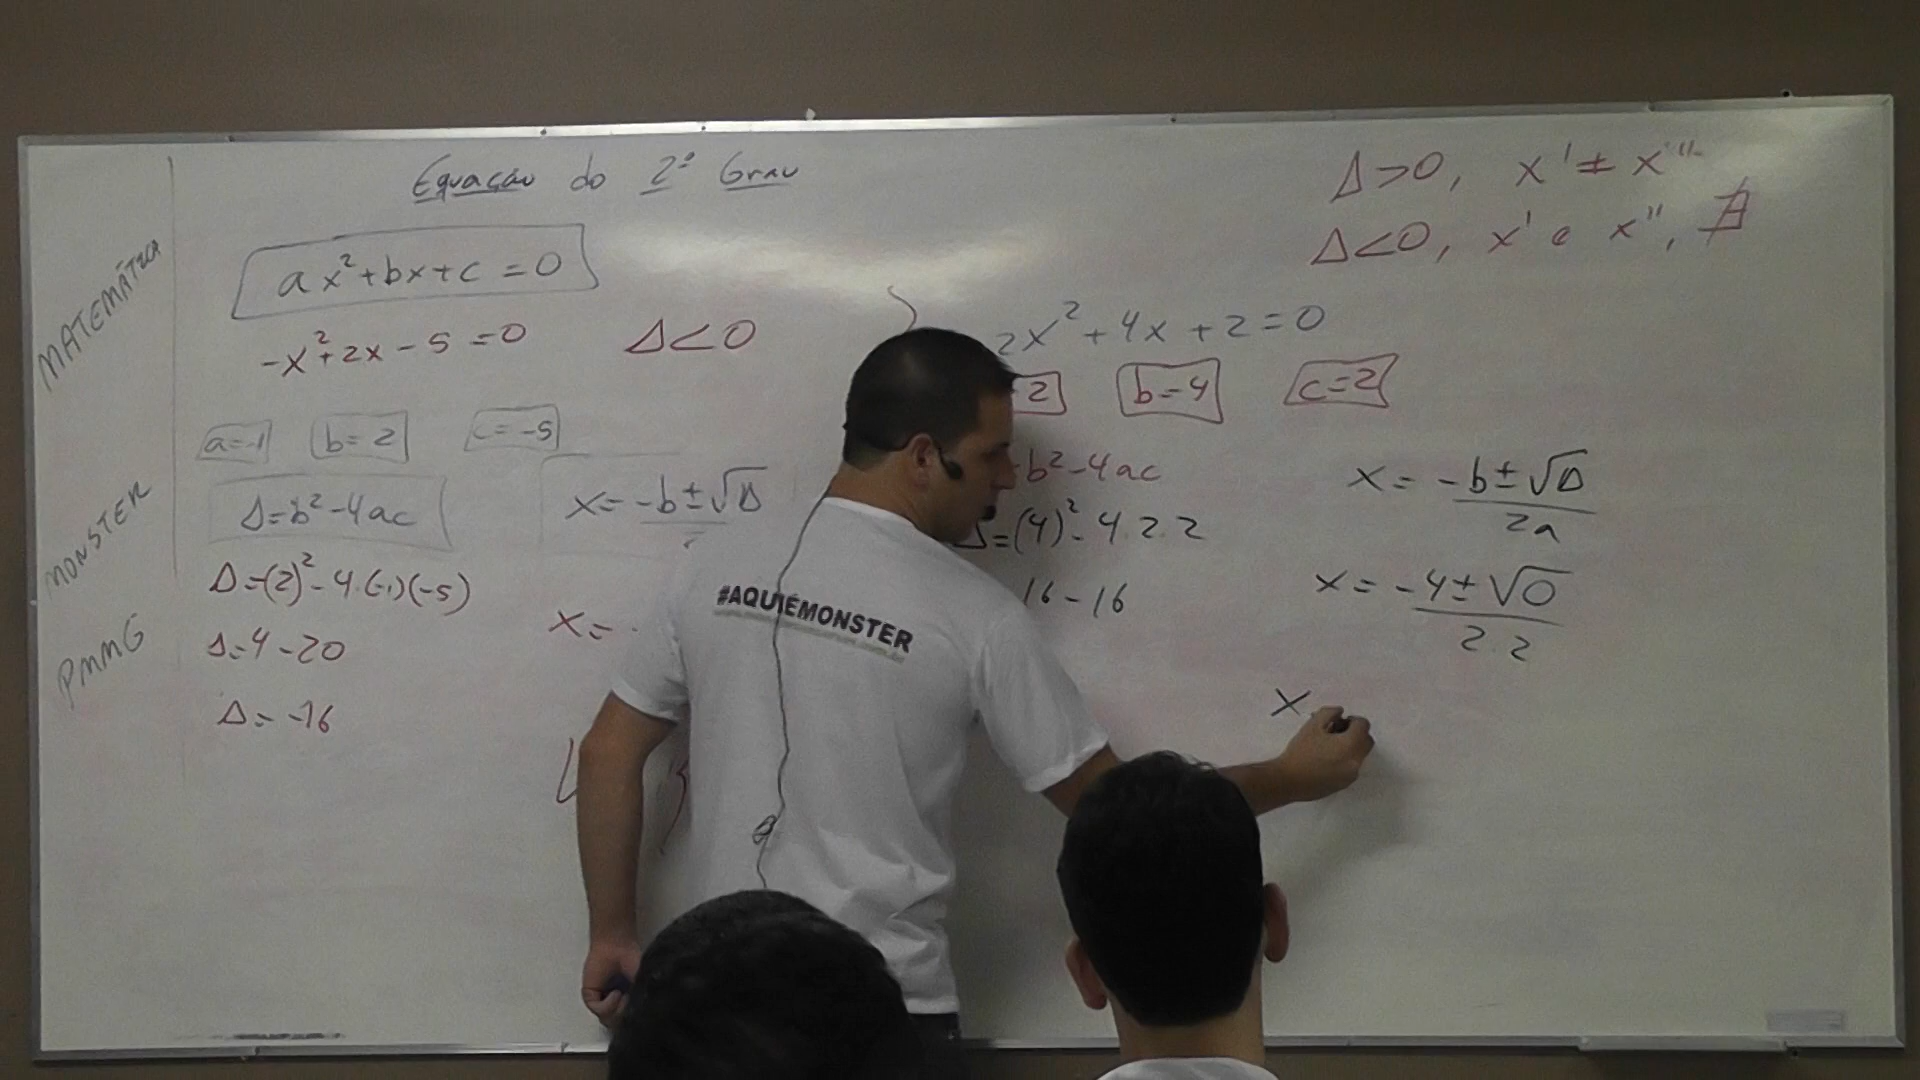 Equação do 2º Grau
MATEMÁTICA
MONSTER
PMMG
ax²+bx+c=0
-x²+2x-5=0
Δ<0
a=-1 b=2 c=-5
Δ=b²-4ac
x=-b±√Δ
Δ=(2)²-4.(-1)(-5)
Δ=4-20
Δ=-16
x=
#AQUIÉMONSTER
Δ>0, x' ≠ x''
Δ<0, x' e x'', ∄
2x²+4x+2=0
2 b=4 c=2
=b²-4ac
Δ=(4)²-4.2.2
16-16
x = -b±√Δ
2a
x = -4±√0
2.2
x